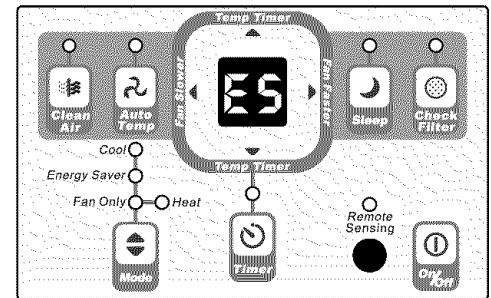 Temp Timer
Fan Slower
ES
Fan Faster
Clean
Air
Auto
Temp
Sleep
Check
Filter
Temp Timer
Cool
Energy Saver
Fan Only
Heat
Mode
Timer
Remote
Sensing
On/Off